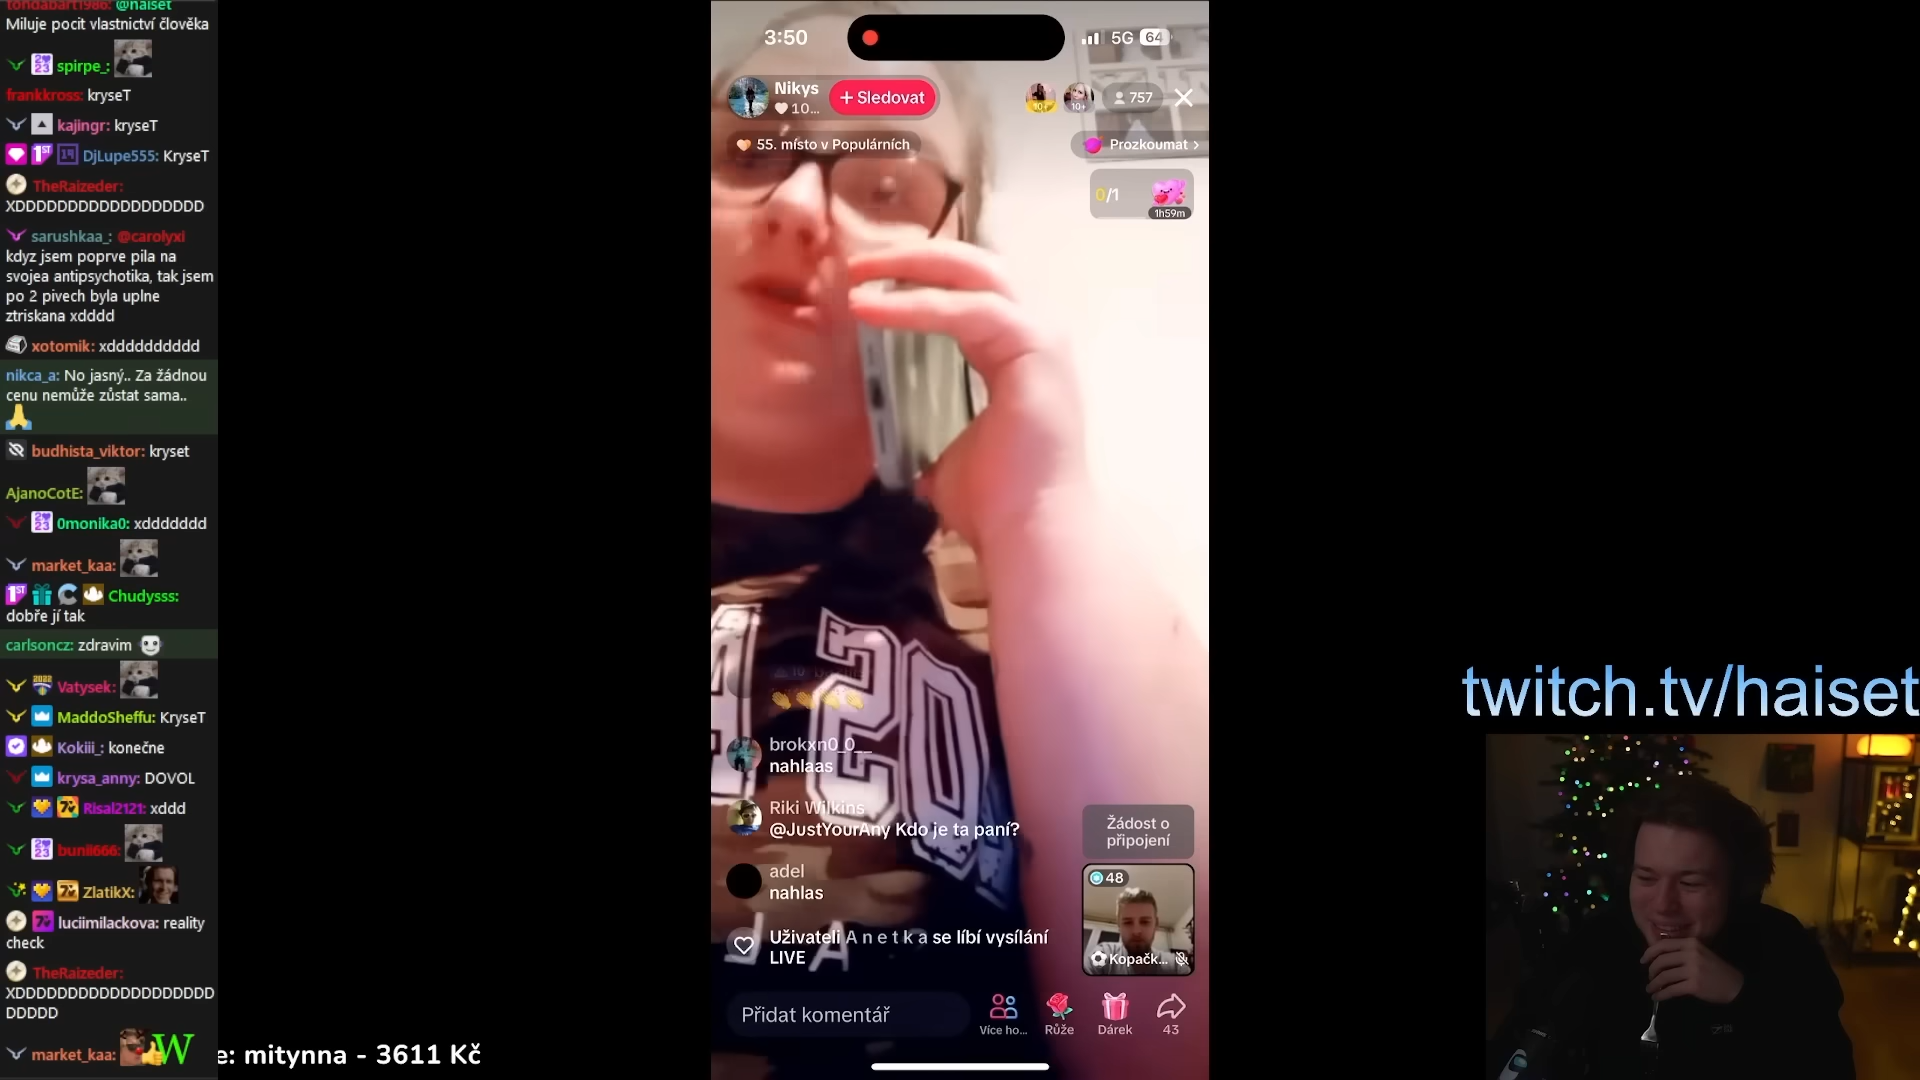 tondabart1986: @haiset
Miluje pocit vlastnictví člověka
spirpe_:
frankkross: kryseT
kajingr: kryseT
DjLupe555: KryseT
TheRaizeder:
XDDDDDDDDDDDDDDDDDD
sarushkaa_: @carolyxi
kdyz jsem poprve pila na
svojea antipsychotika, tak jsem
po 2 pivech byla uplne
ztriskana xdddd
xotomik: xdddddddddd
nikca_a: No jasný.. Za žádnou
cenu nemůže zůstat sama..
budhista_viktor: kryset
AjanoCotE:
0monika0: xddddddd
market_kaa:
Chudysss:
dobře jí tak
carlsoncz: zdravim
Vatysek:
MaddoSheffu: KryseT
Kokiii_: konečne
krysa_anny: DOVOL
Risal2121: xddd
bunii666:
ZlatikX:
luciimilackova: reality
check
TheRaizeder:
XDDDDDDDDDDDDDDDDDDD
DDDDD
market_kaa: W
e: mitynna - 3611 Kč
3:50
5G 64
Nikys
10...
+ Sledovat
10+
10+
757
55. místo v Populárních
Prozkoumat >
0/1
1h59m
brokxn0_0__
nahlaas
Riki Wilkins
@JustYourAny Kdo je ta paní?
adel
nahlas
Uživateli A n e t k a se líbí vysílání
LIVE
Žádost o
připojení
48
Kopačk...
Přidat komentář
Více ho...
Růže
Dárek
43
twitch.tv/haiset